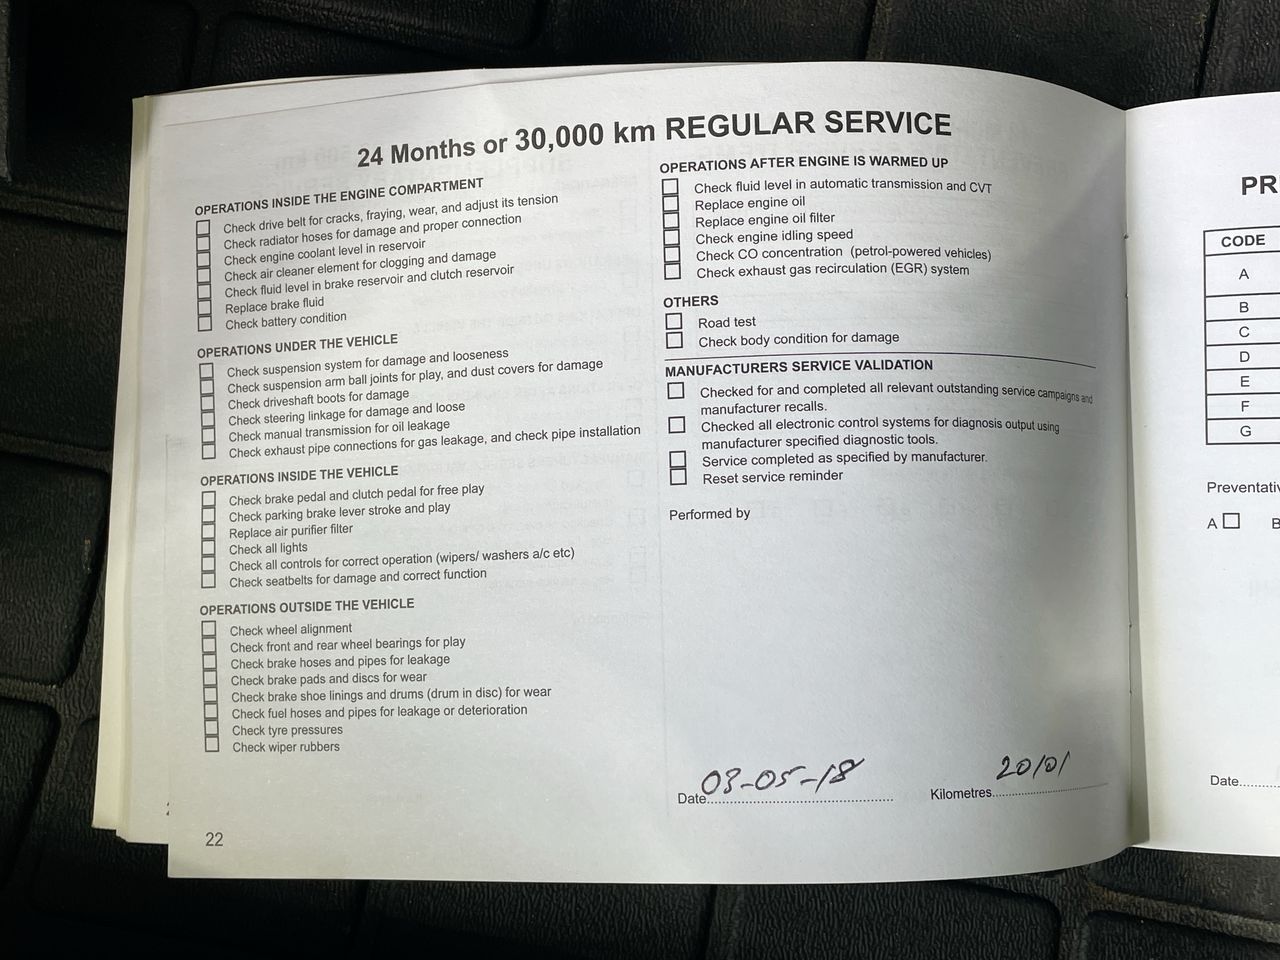 24 Months or 30,000 km REGULAR SERVICE
OPERATIONS INSIDE THE ENGINE COMPARTMENT
Check drive belt for cracks, fraying, wear, and adjust its tension
Check radiator hoses for damage and proper connection
Check engine coolant level in reservoir
Check air cleaner element for clogging and damage
Check fluid level in brake reservoir and clutch reservoir
Replace brake fluid
Check battery condition
OPERATIONS UNDER THE VEHICLE
Check suspension system for damage and looseness
Check suspension arm ball joints for play, and dust covers for damage
Check driveshaft boots for damage
Check steering linkage for damage and loose
Check manual transmission for oil leakage
Check exhaust pipe connections for gas leakage, and check pipe installation
OPERATIONS INSIDE THE VEHICLE
Check brake pedal and clutch pedal for free play
Check parking brake lever stroke and play
Replace air purifier filter
Check all lights
Check all controls for correct operation (wipers/ washers a/c etc)
Check seatbelts for damage and correct function
OPERATIONS OUTSIDE THE VEHICLE
Check wheel alignment
Check front and rear wheel bearings for play
Check brake hoses and pipes for leakage
Check brake pads and discs for wear
Check brake shoe linings and drums (drum in disc) for wear
Check fuel hoses and pipes for leakage or deterioration
Check tyre pressures
Check wiper rubbers
22
OPERATIONS AFTER ENGINE IS WARMED UP
Check fluid level in automatic transmission and CVT
Replace engine oil
Replace engine oil filter
Check engine idling speed
Check CO concentration (petrol-powered vehicles)
Check exhaust gas recirculation (EGR) system
OTHERS
Road test
Check body condition for damage
MANUFACTURERS SERVICE VALIDATION
Checked for and completed all relevant outstanding service campaigns and
manufacturer recalls.
Checked all electronic control systems for diagnosis output using
manufacturer specified diagnostic tools.
Service completed as specified by manufacturer.
Reset service reminder
Performed by
Date 03-05-18 Kilometres 20101
PR
CODE
A
B
C
D
E
F
G
Preventativ
A B
Date